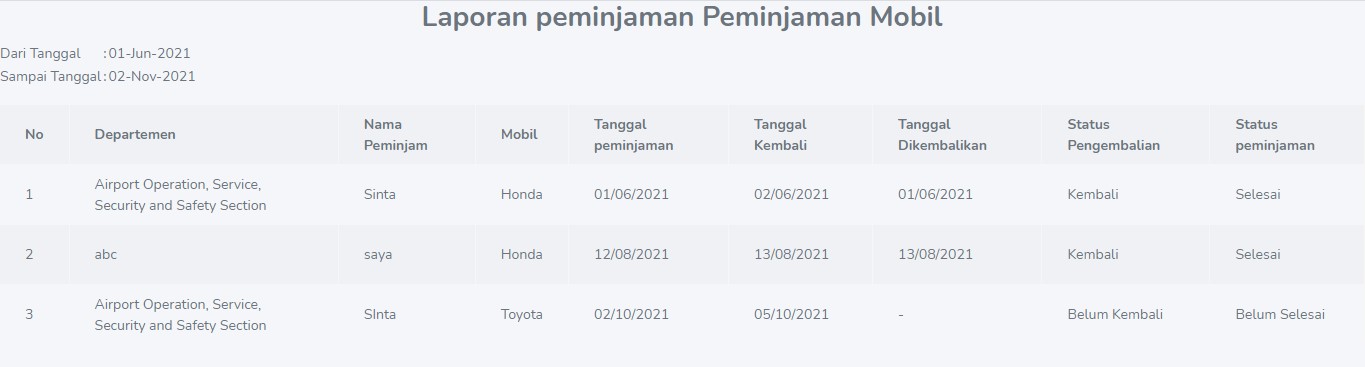 Laporan peminjaman Peminjaman Mobil
Dari Tanggal : 01-Jun-2021
Sampai Tanggal : 02-Nov-2021
No Departemen Nama Peminjam Mobil Tanggal peminjaman Tanggal Kembali Tanggal Dikembalikan Status Pengembalian Status peminjaman
1 Airport Operation, Service, Security and Safety Section Sinta Honda 01/06/2021 02/06/2021 01/06/2021 Kembali Selesai
2 abc saya Honda 12/08/2021 13/08/2021 13/08/2021 Kembali Selesai
3 Airport Operation, Service, Security and Safety Section SInta Toyota 02/10/2021 05/10/2021 - Belum Kembali Belum Selesai